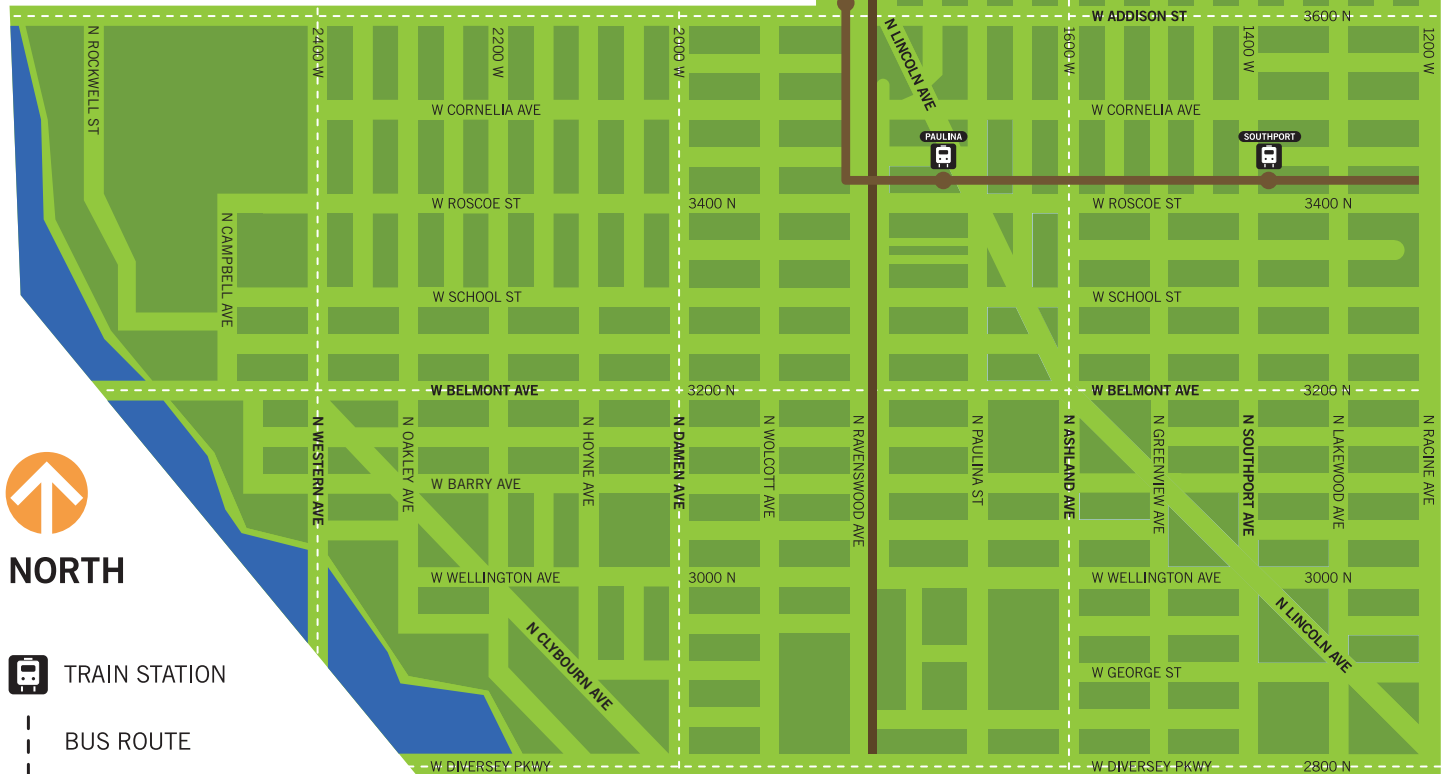 W ADDISON ST
3600 N
N ROCKWELL ST
2400 W
2200 W
2000 W
N LINCOLN AVE
1600 W
1400 W
1200 W
W CORNELIA AVE
W CORNELIA AVE
PAULINA
SOUTHPORT
W ROSCOE ST
3400 N
W ROSCOE ST
3400 N
N CAMPBELL AVE
W SCHOOL ST
W SCHOOL ST
W BELMONT AVE
3200 N
W BELMONT AVE
3200 N
N WESTERN AVE
N OAKLEY AVE
N HOYNE AVE
N DAMEN AVE
N WOLCOTT AVE
N RAVENSWOOD AVE
N PAULINA ST
N ASHLAND AVE
N GREENVIEW AVE
N SOUTHPORT AVE
N LAKEWOOD AVE
N RACINE AVE
W BARRY AVE
NORTH
W WELLINGTON AVE
3000 N
W WELLINGTON AVE
3000 N
N CLYBOURN AVE
N LINCOLN AVE
TRAIN STATION
W GEORGE ST
BUS ROUTE
W DIVERSEY PKWY
W DIVERSEY PKWY
2800 N